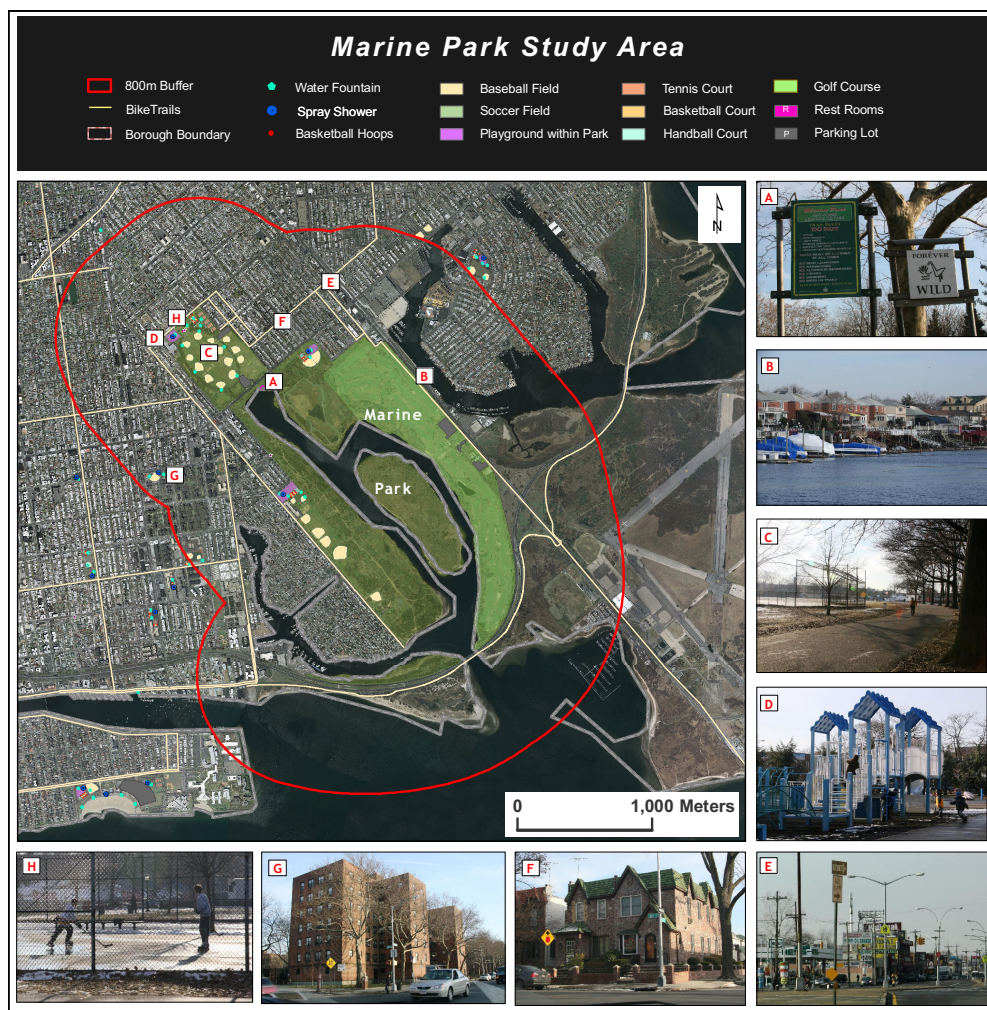 Marine Park Study Area
800m Buffer
BikeTrails
Borough Boundary
Water Fountain
Spray Shower
Basketball Hoops
Baseball Field
Soccer Field
Playground within Park
Tennis Court
Basketball Court
Handball Court
Golf Course
R Rest Rooms
P Parking Lot
N
E
H
F
D
C
A
B
Marine
G
Park
0 1,000 Meters
A
DO NOT
FOREVER
WILD
B
C
D
H
G
F
E